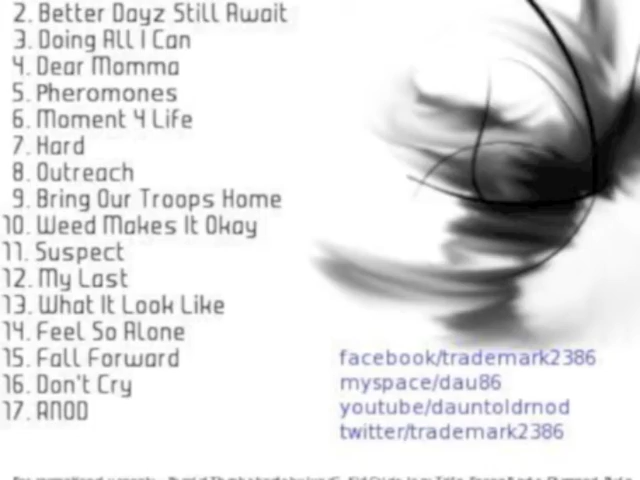 2. Better Dayz Still Await
3. Doing All I Can
4. Dear Momma
5. Pheromones
6. Moment 4 Life
7. Hard
8. Outreach
9. Bring Our Troops Home
10. Weed Makes It Okay
11. Suspect
12. My Last
13. What It Look Like
14. Feel So Alone
15. Fall Forward
16. Don't Cry
17. ANOD
facebook/trademark2386
myspace/dau86
youtube/dauntoldrnod
twitter/trademark2386